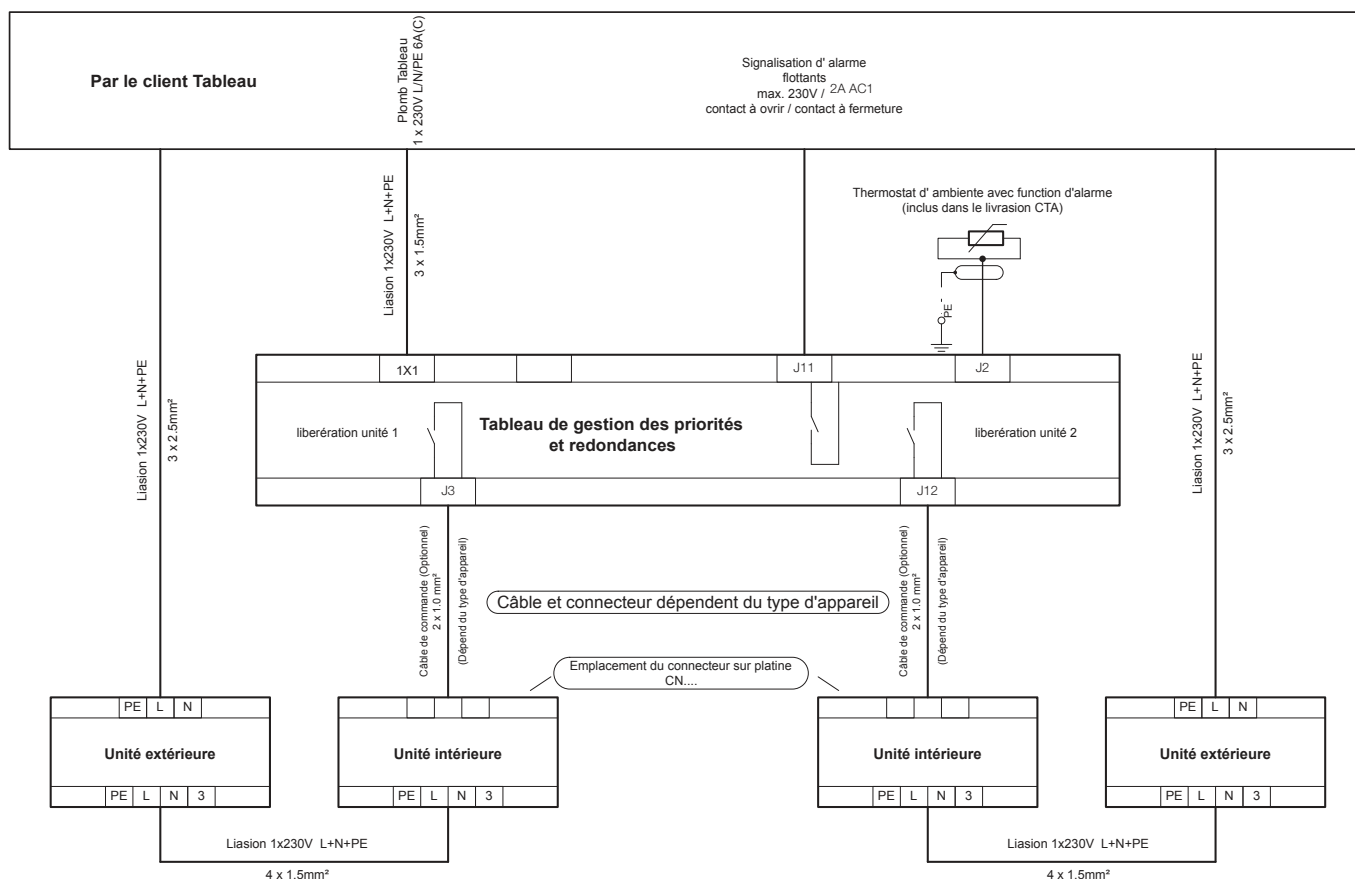 Par le client Tableau
Plomb Tableau
1 x 230V L/N/PE 6A(C)
Signalisation d' alarme
flottants
max. 230V / 2A AC1
contact à ovrir / contact à fermeture
Liasion 1x230V L+N+PE
3 x 2.5mm²
Liasion 1x230V L+N+PE
3 x 1.5mm²
Thermostat d' ambiente avec function d'alarme
(inclus dans le livrasion CTA)
PE
Liasion 1x230V L+N+PE
3 x 2.5mm²
1X1
J11
J2
liberération unité 1
Tableau de gestion des priorités
et redondances
liberération unité 2
J3
J12
Câble de commande (Optionnel)
2 x 1.0 mm²
(Dépend du type d'appareil)
Câble et connecteur dépendent du type d'appareil
Câble de commande (Optionnel)
2 x 1.0 mm²
(Dépend du type d'appareil)
Emplacement du connecteur sur platine
CN....
PE L N
Unité extérieure
PE L N 3
Unité intérieure
PE L N 3
Unité intérieure
PE L N 3
PE L N
Unité extérieure
PE L N 3
Liasion 1x230V L+N+PE
4 x 1.5mm²
Liasion 1x230V L+N+PE
4 x 1.5mm²